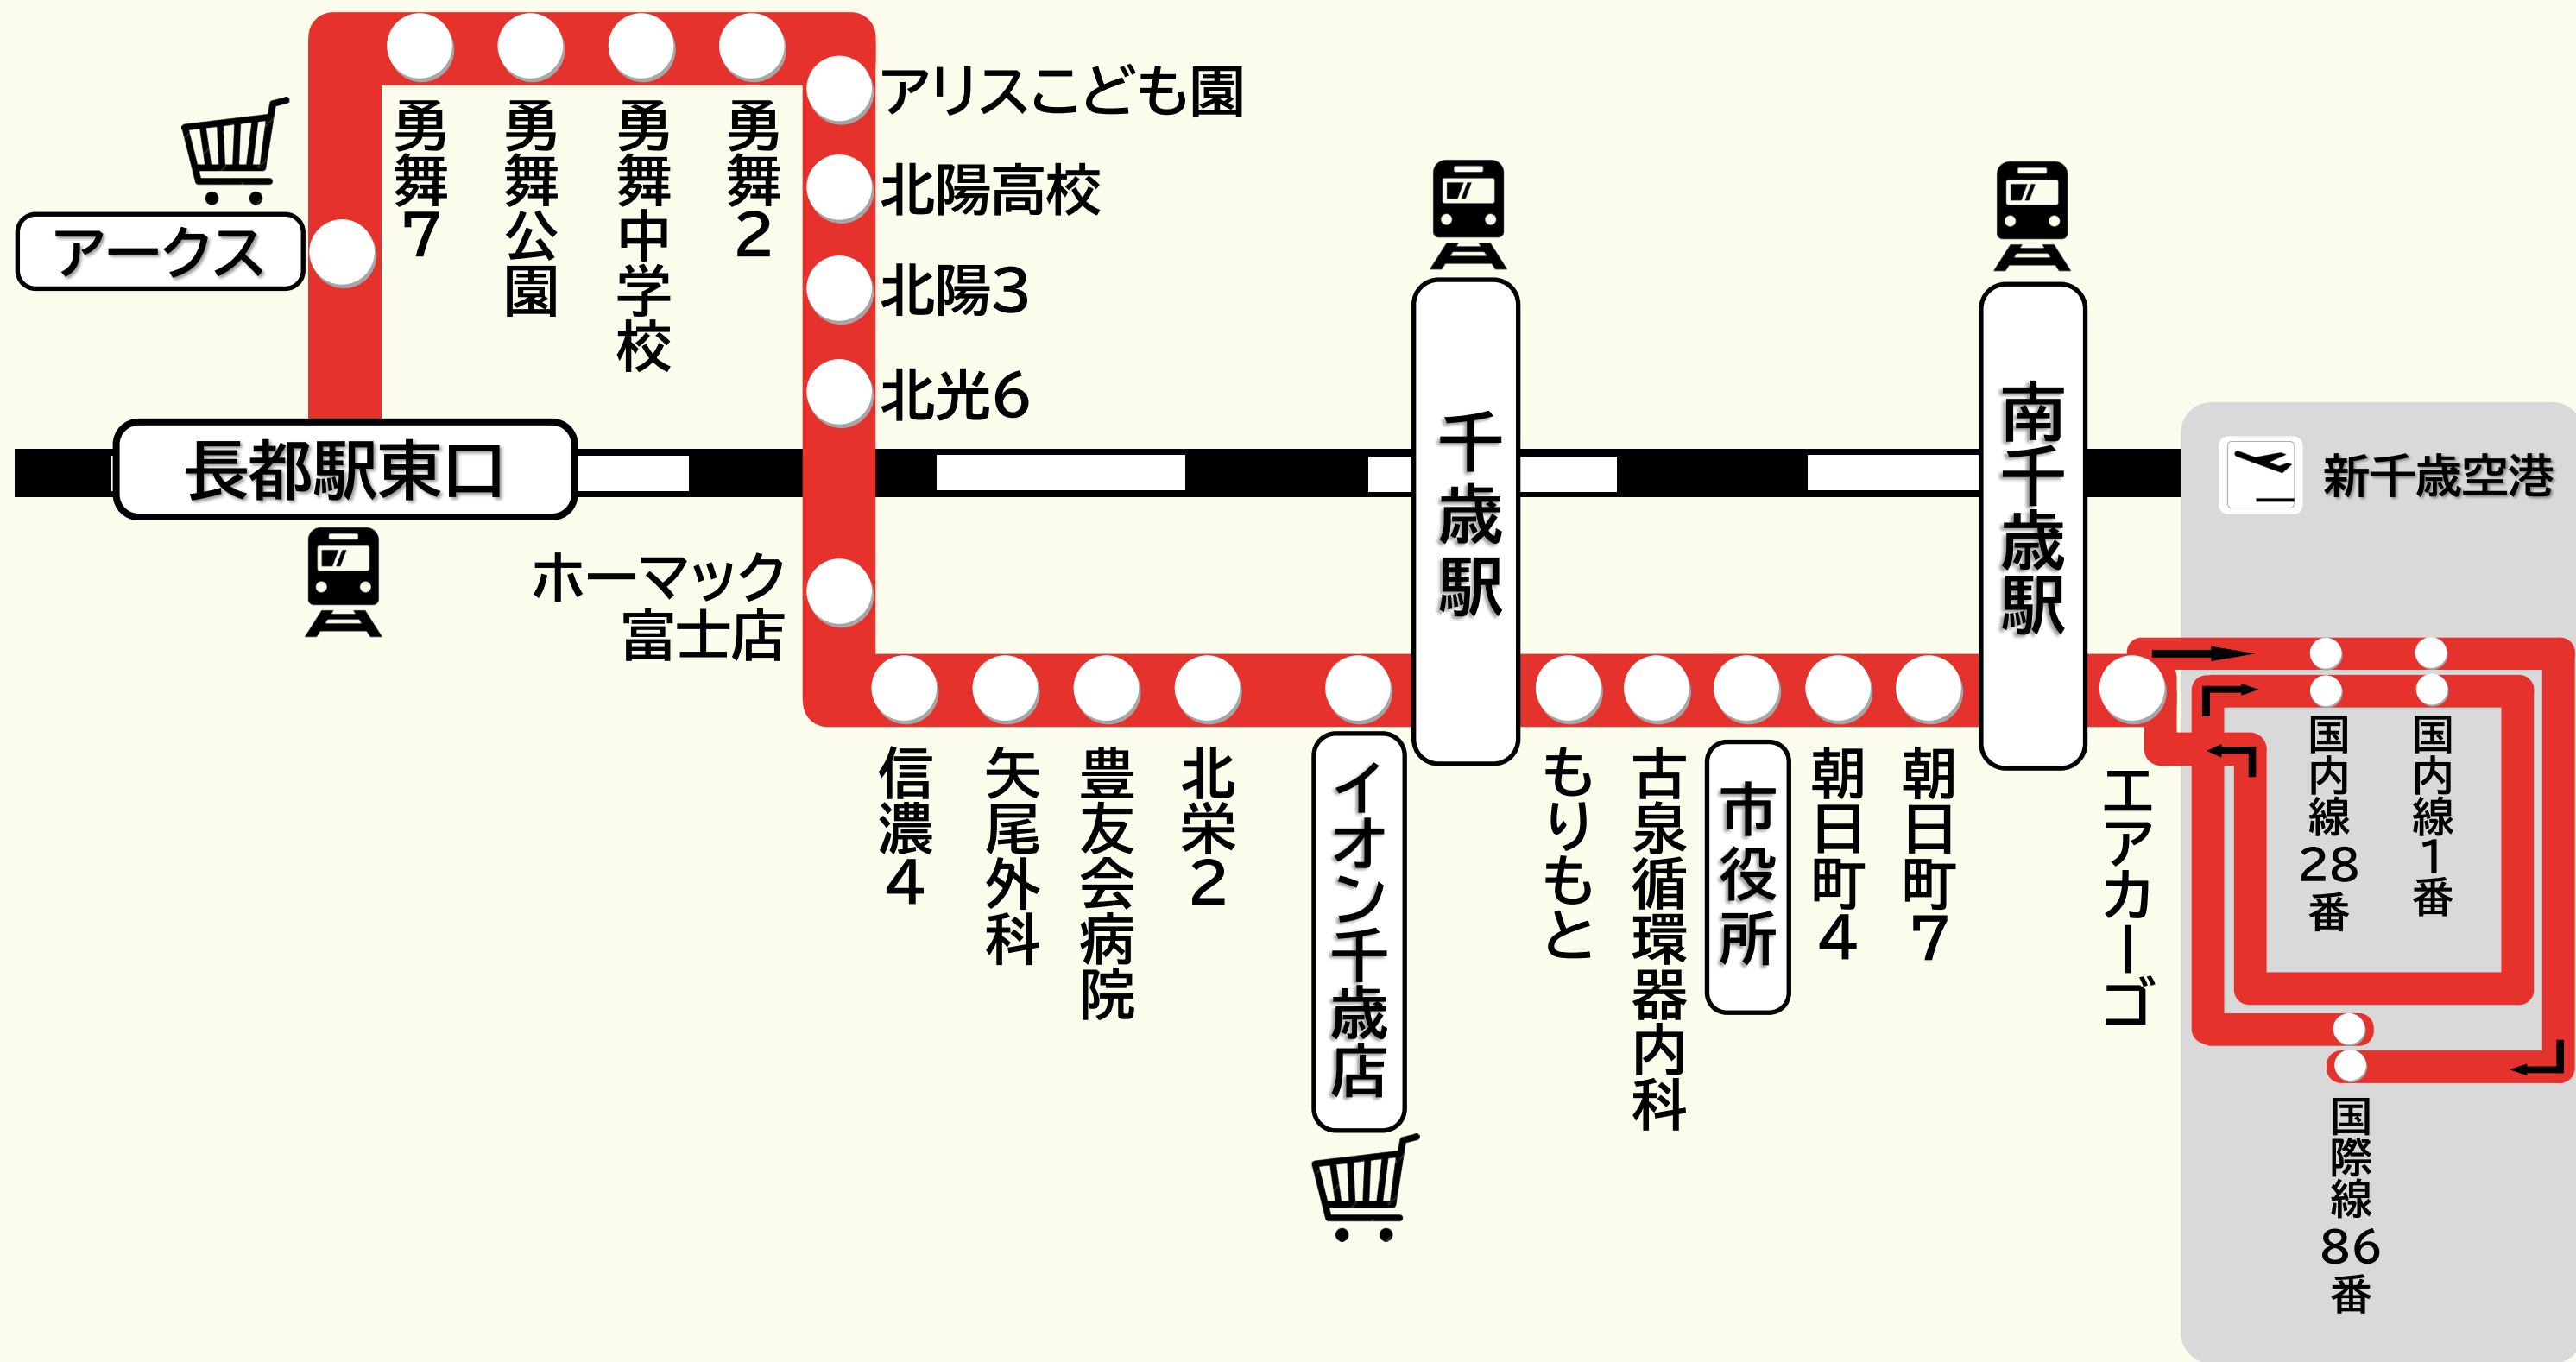 アークス
長都駅東口
勇舞7
勇舞公園
勇舞中学校
勇舞2
アリスこども園
北陽高校
北陽3
北光6
ホーマック
富士店
信濃4
矢尾外科
豊友会病院
北栄2
イオン千歳店
千歳駅
もりもと
古泉循環器内科
市役所
朝日町4
朝日町7
南千歳駅
エアカーゴ
新千歳空港
国内線28番
国内線1番
国際線86番